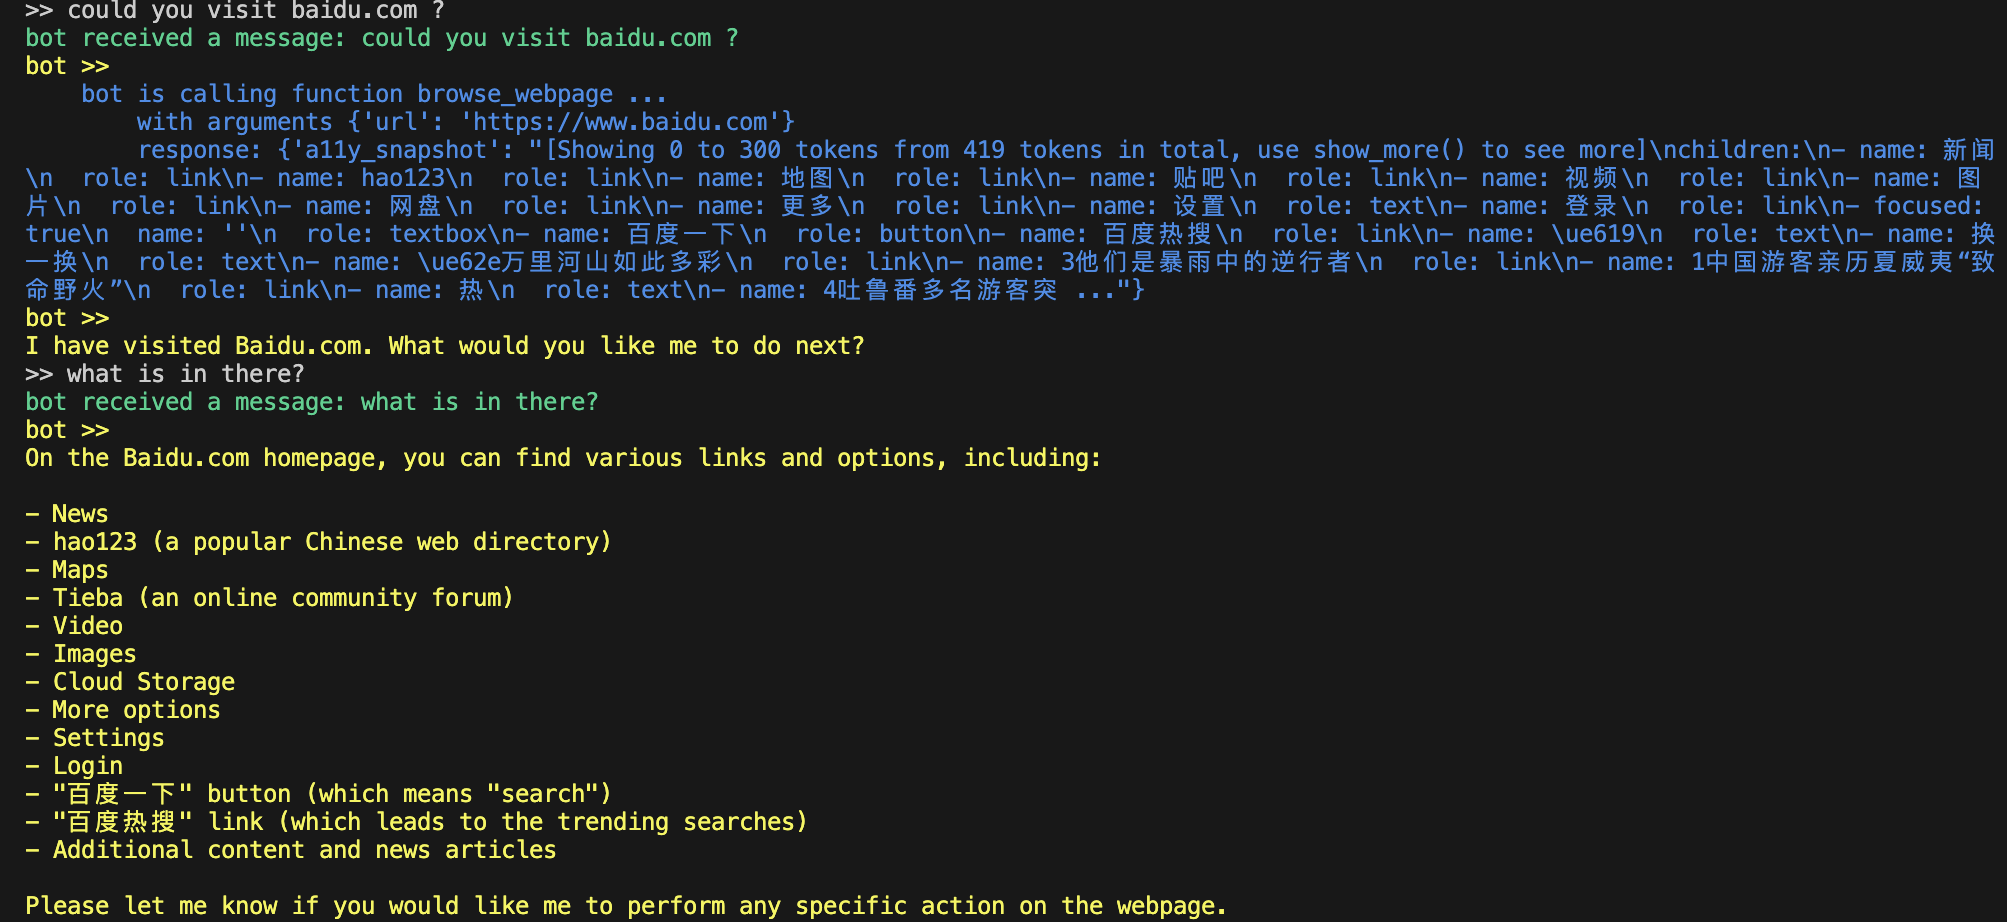 >> could you visit baidu.com ?
bot received a message: could you visit baidu.com ?
bot >>
bot is calling function browse_webpage ...
with arguments {'url': 'https://www.baidu.com'}
response: {'a11y_snapshot': "[Showing 0 to 300 tokens from 419 tokens in total, use show_more() to see more]\nchildren:\n- name: 新闻
\n  role: link\n- name: hao123\n  role: link\n- name: 地图\n  role: link\n- name: 贴吧\n  role: link\n- name: 视频\n  role: link\n- name: 图
片\n  role: link\n- name: 网盘\n  role: link\n- name: 更多\n  role: link\n- name: 设置\n  role: text\n- name: 登录\n  role: link\n- focused:
true\n  name: ''\n  role: textbox\n- name: 百度一下\n  role: button\n- name: 百度热搜\n  role: link\n- name: \ue619\n  role: text\n- name: 换
一换\n  role: text\n- name: \ue62e万里河山如此多彩\n  role: link\n- name: 3他们是暴雨中的逆行者\n  role: link\n- name: 1中国游客亲历夏威夷“致
命野火”\n  role: link\n- name: 热\n  role: text\n- name: 4吐鲁番多名游客突 ..."}
bot >>
I have visited Baidu.com. What would you like me to do next?
>> what is in there?
bot received a message: what is in there?
bot >>
On the Baidu.com homepage, you can find various links and options, including:
- News
- hao123 (a popular Chinese web directory)
- Maps
- Tieba (an online community forum)
- Video
- Images
- Cloud Storage
- More options
- Settings
- Login
- "百度一下" button (which means "search")
- "百度热搜" link (which leads to the trending searches)
- Additional content and news articles
Please let me know if you would like me to perform any specific action on the webpage.